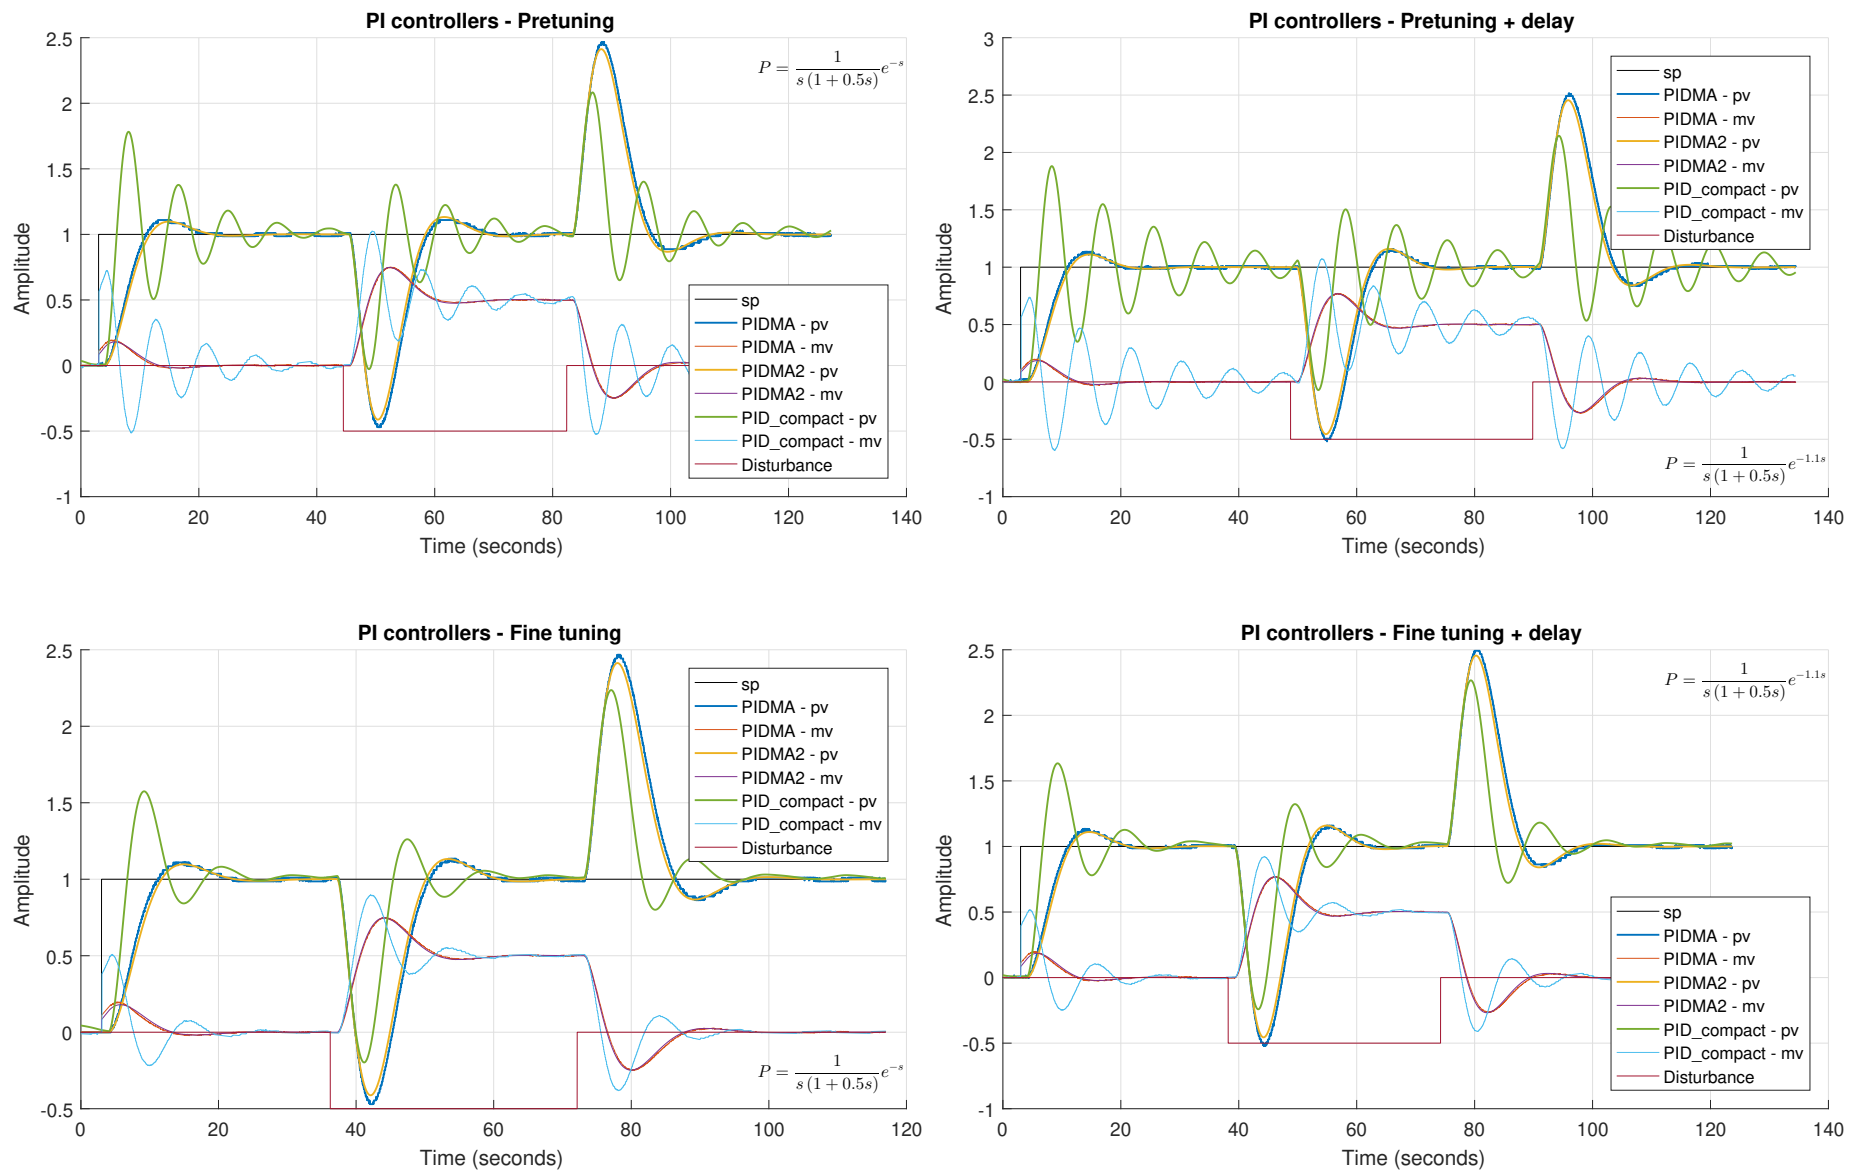 PI controllers - Pretuning
2.5
2
1.5
1
0.5
0
-0.5
-1
Amplitude
P = \frac{1}{s(1+0.5s)}e^{-s}
sp
PIDMA - pv
PIDMA - mv
PIDMA2 - pv
PIDMA2 - mv
PID_compact - pv
PID_compact - mv
Disturbance
0 20 40 60 80 100 120 140
Time (seconds)
PI controllers - Pretuning + delay
3
2.5
2
1.5
1
0.5
0
-0.5
-1
Amplitude
sp
PIDMA - pv
PIDMA - mv
PIDMA2 - pv
PIDMA2 - mv
PID_compact - pv
PID_compact - mv
Disturbance
P = \frac{1}{s(1+0.5s)}e^{-1.1s}
0 20 40 60 80 100 120 140
Time (seconds)
PI controllers - Fine tuning
2.5
2
1.5
1
0.5
0
-0.5
Amplitude
sp
PIDMA - pv
PIDMA - mv
PIDMA2 - pv
PIDMA2 - mv
PID_compact - pv
PID_compact - mv
Disturbance
P = \frac{1}{s(1+0.5s)}e^{-s}
0 20 40 60 80 100 120
Time (seconds)
PI controllers - Fine tuning + delay
2.5
2
1.5
1
0.5
0
-0.5
-1
Amplitude
P = \frac{1}{s(1+0.5s)}e^{-1.1s}
sp
PIDMA - pv
PIDMA - mv
PIDMA2 - pv
PIDMA2 - mv
PID_compact - pv
PID_compact - mv
Disturbance
0 20 40 60 80 100 120 140
Time (seconds)